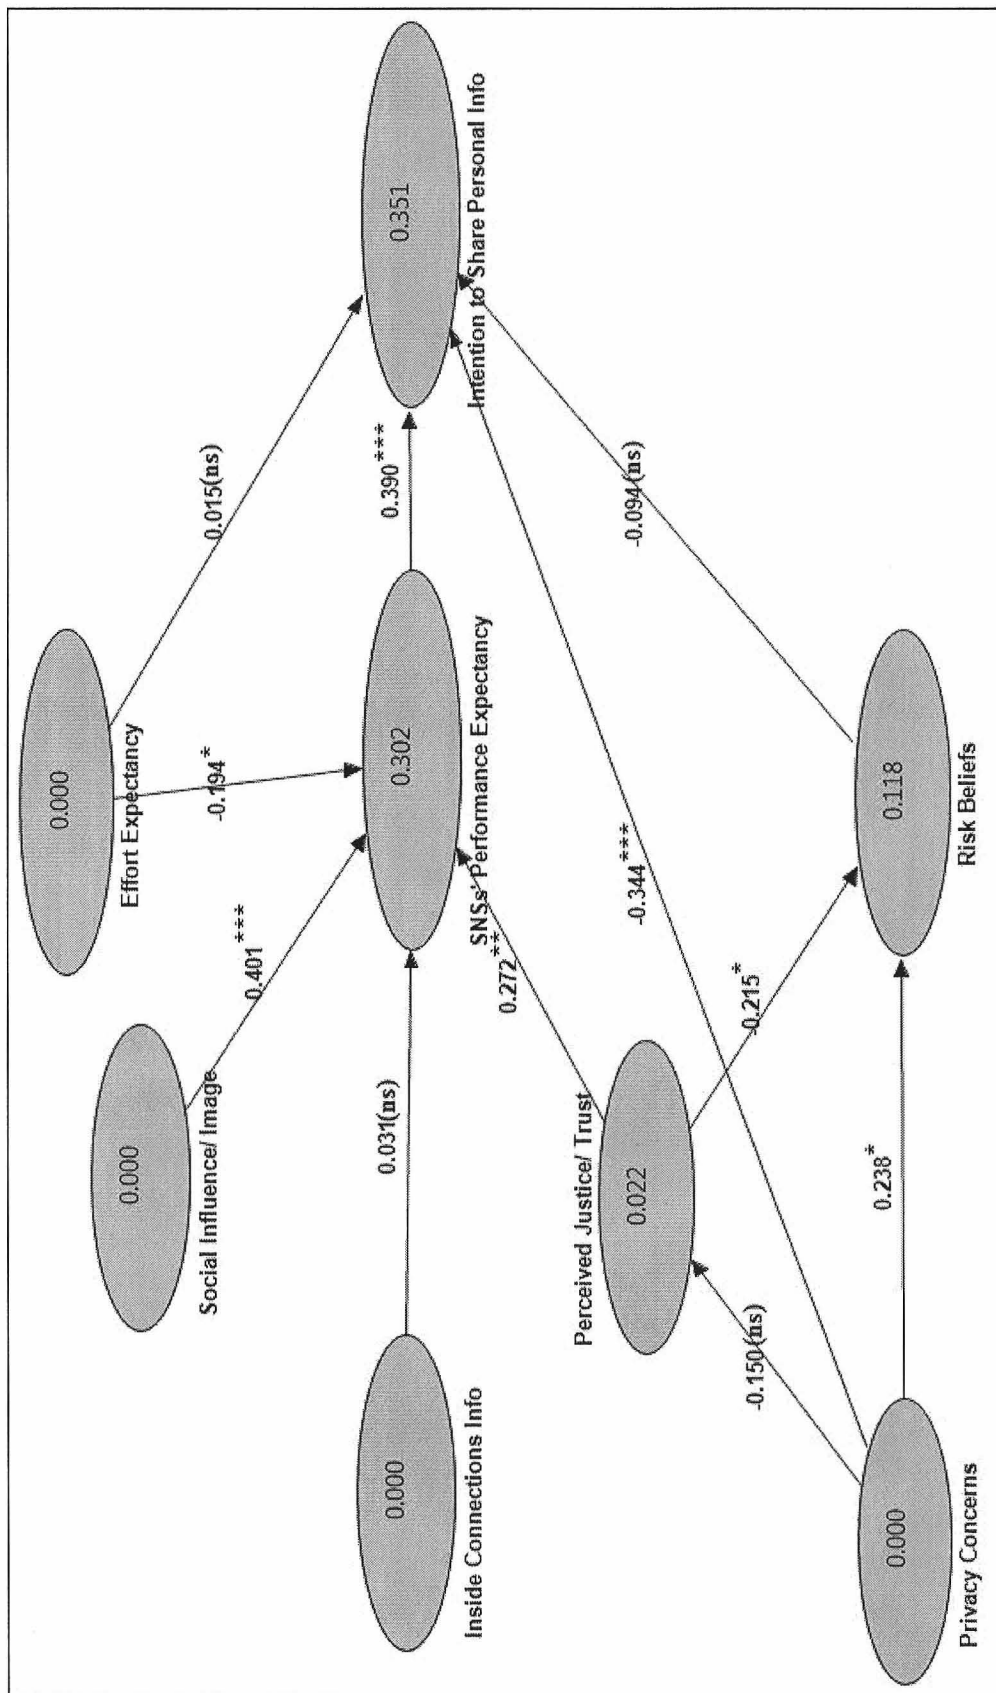 0.000
Effort Expectancy
0.015(ns)
-0.194*
0.000
Social Influence/ Image
0.401***
0.351
Intention to Share Personal Info
0.390***
0.302
SNSs' Performance Expectancy
0.031(ns)
0.000
Inside Connections Info
0.272**
-0.344***
-0.094(ns)
0.022
Perceived Justice/ Trust
-0.215*
-0.150(ns)
0.118
Risk Beliefs
0.238*
0.000
Privacy Concerns